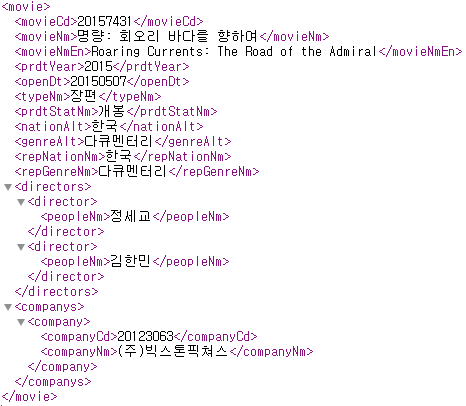 <movie>
<movieCd>20157431</movieCd>
<movieNm>명량: 회오리 바다를 향하여</movieNm>
<movieNmEn>Roaring Currents: The Road of the Admiral</movieNmEn>
<prdtYear>2015</prdtYear>
<openDt>20150507</openDt>
<typeNm>장편</typeNm>
<prdtStatNm>개봉</prdtStatNm>
<nationAlt>한국</nationAlt>
<genreAlt>다큐멘터리</genreAlt>
<repNationNm>한국</repNationNm>
<repGenreNm>다큐멘터리</repGenreNm>
<directors>
<director>
<peopleNm>정세교</peopleNm>
</director>
<director>
<peopleNm>김한민</peopleNm>
</director>
</directors>
<companys>
<company>
<companyCd>20123063</companyCd>
<companyNm>(주)빅스톤픽쳐스</companyNm>
</company>
</companys>
</movie>